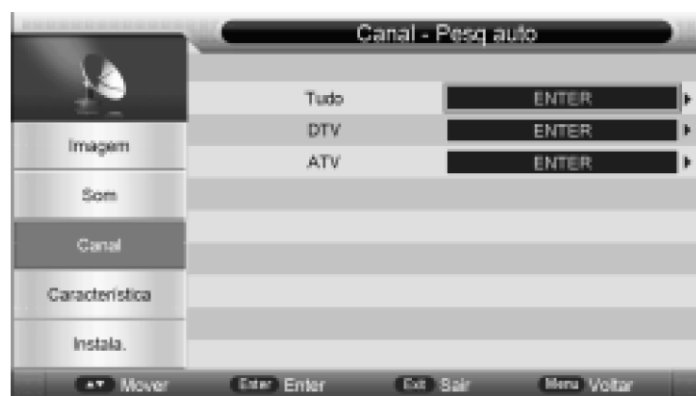 Canal - Pesq auto
Tudo ENTER
DTV ENTER
ATV ENTER
Imagem
Som
Canal
Característica
Instala.
Mover Enter Enter Exit Sair Menu Voltar